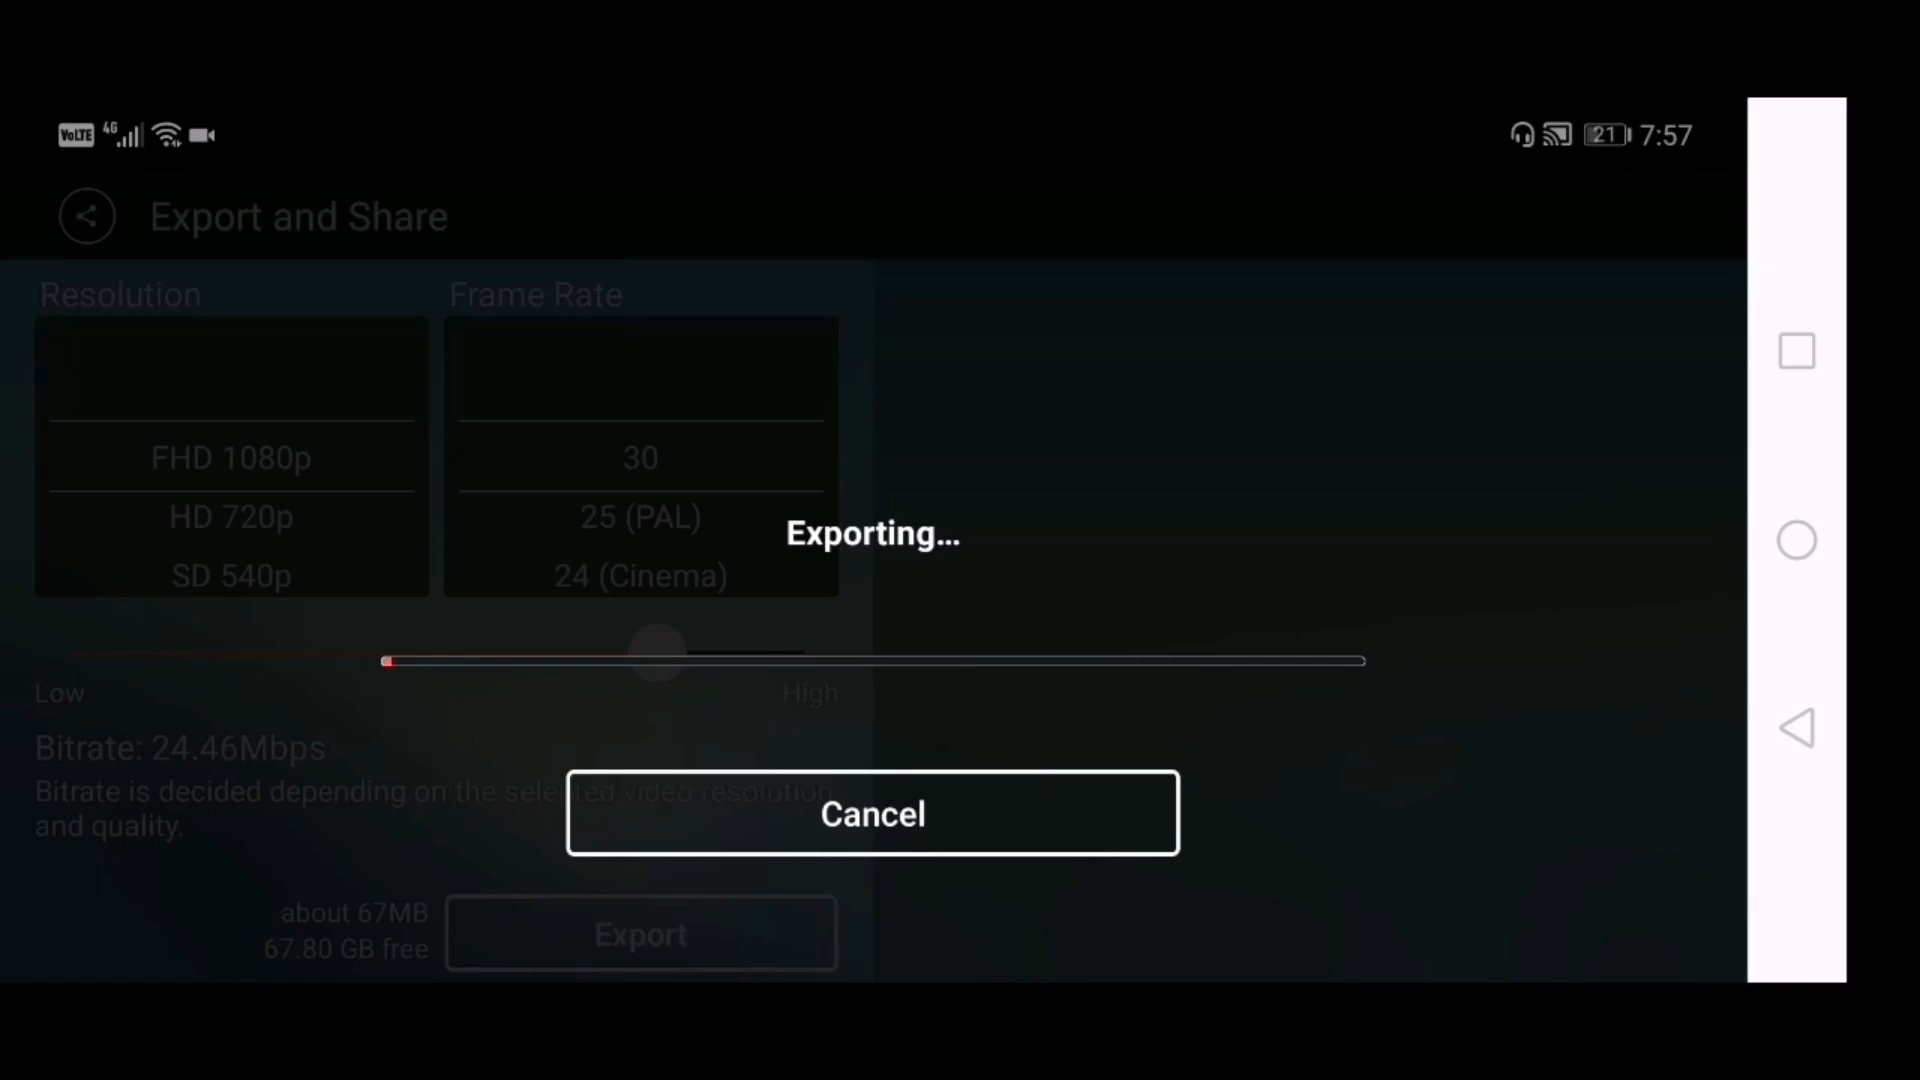 VoLTE 4G 21 7:57
Export and Share
Resolution
Frame Rate
FHD 1080p
30
HD 720p
25 (PAL)
SD 540p
24 (Cinema)
Exporting...
Low
High
Bitrate: 24.46Mbps
Bitrate is decided depending on the selected video resolution
and quality.
Cancel
about 67MB
67.80 GB free
Export